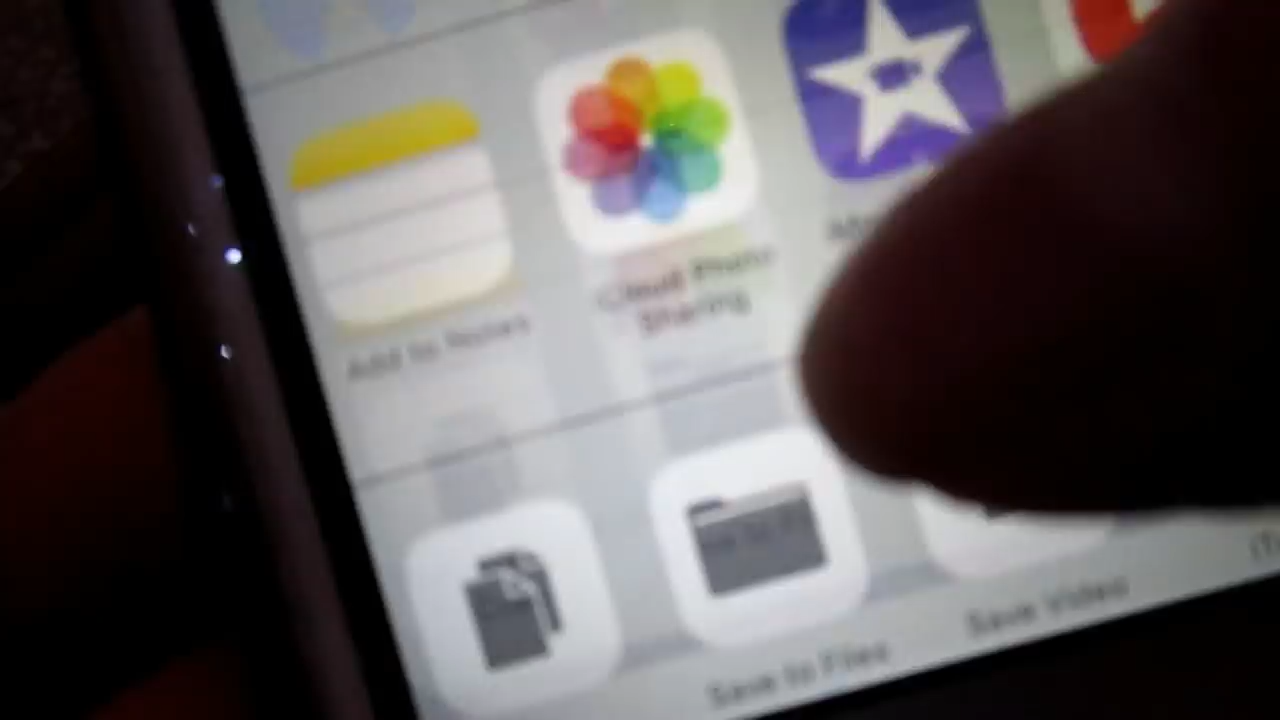 Add to Notes
iCloud Photo
Sharing
Save to Files
Save Video